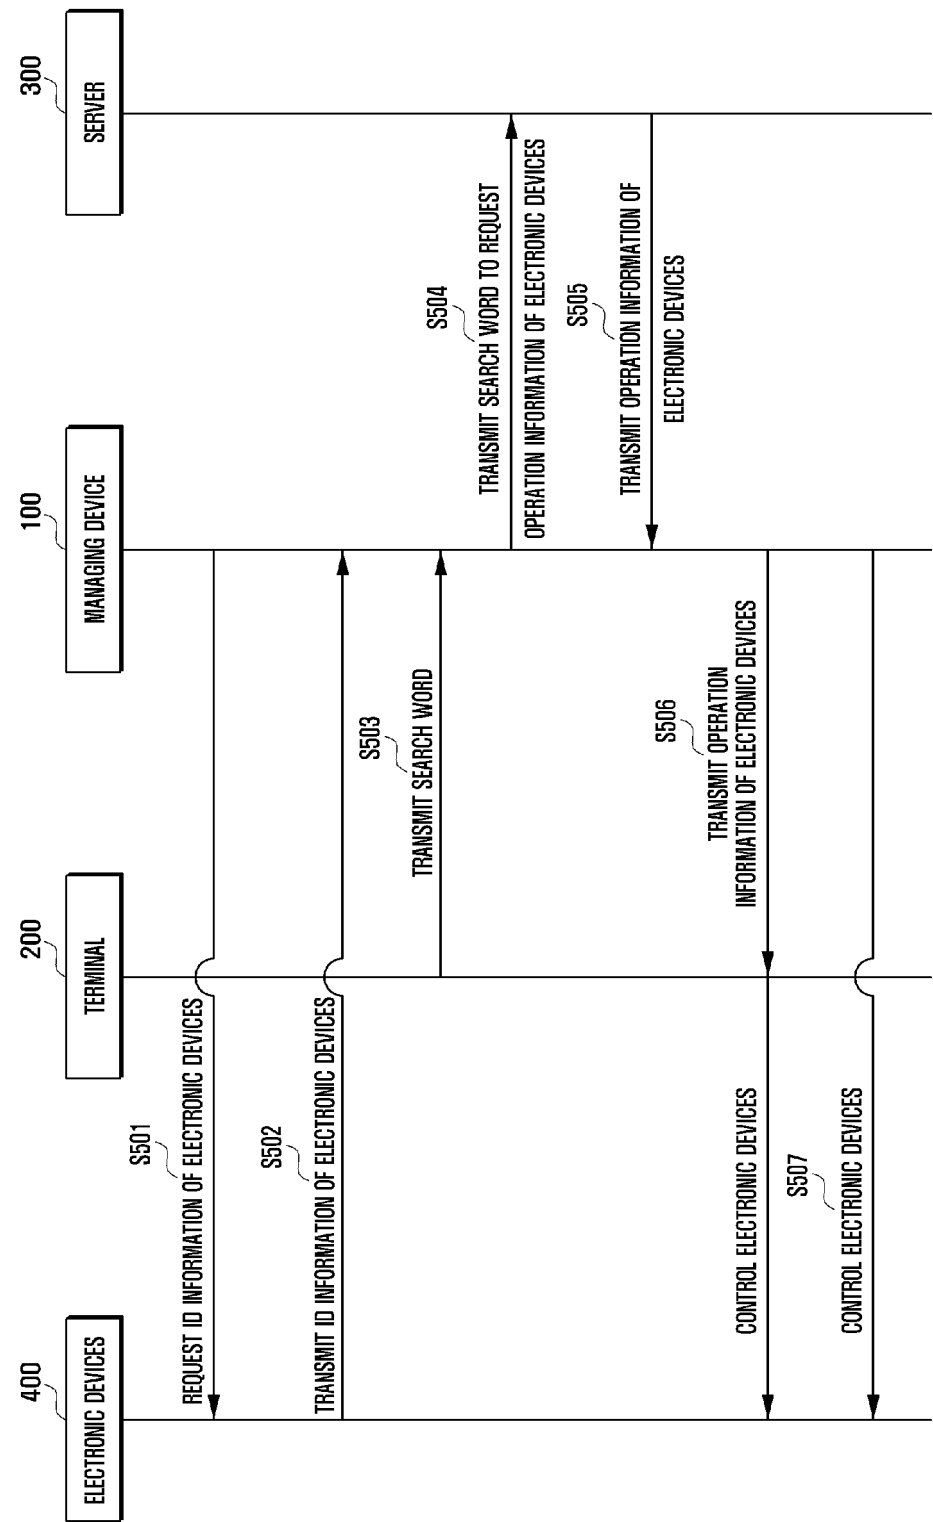 400
ELECTRONIC DEVICES
200
TERMINAL
100
MANAGING DEVICE
300
SERVER
S501
REQUEST ID INFORMATION OF ELECTRONIC DEVICES
S502
TRANSMIT ID INFORMATION OF ELECTRONIC DEVICES
S503
TRANSMIT SEARCH WORD
S504
TRANSMIT SEARCH WORD TO REQUEST
OPERATION INFORMATION OF ELECTRONIC DEVICES
S505
TRANSMIT OPERATION INFORMATION OF
ELECTRONIC DEVICES
S506
TRANSMIT OPERATION
INFORMATION OF ELECTRONIC DEVICES
CONTROL ELECTRONIC DEVICES
S507
CONTROL ELECTRONIC DEVICES